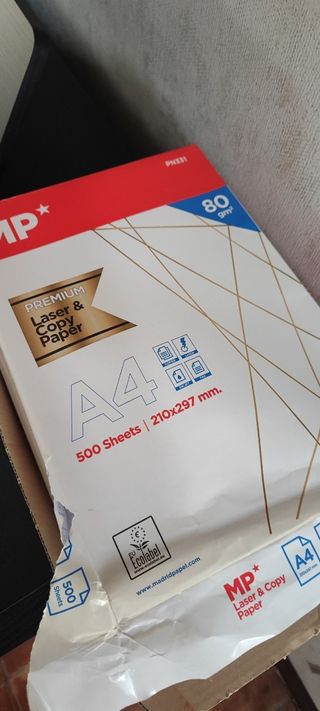 PN331
MP
80
gm²
PREMIUM
Laser &
Copy
Paper
A4
500 Sheets | 210x297 mm.
EU
Ecolabel
www.madridpapel.com
500
Sheets
MP
Laser & Copy
Paper
A4